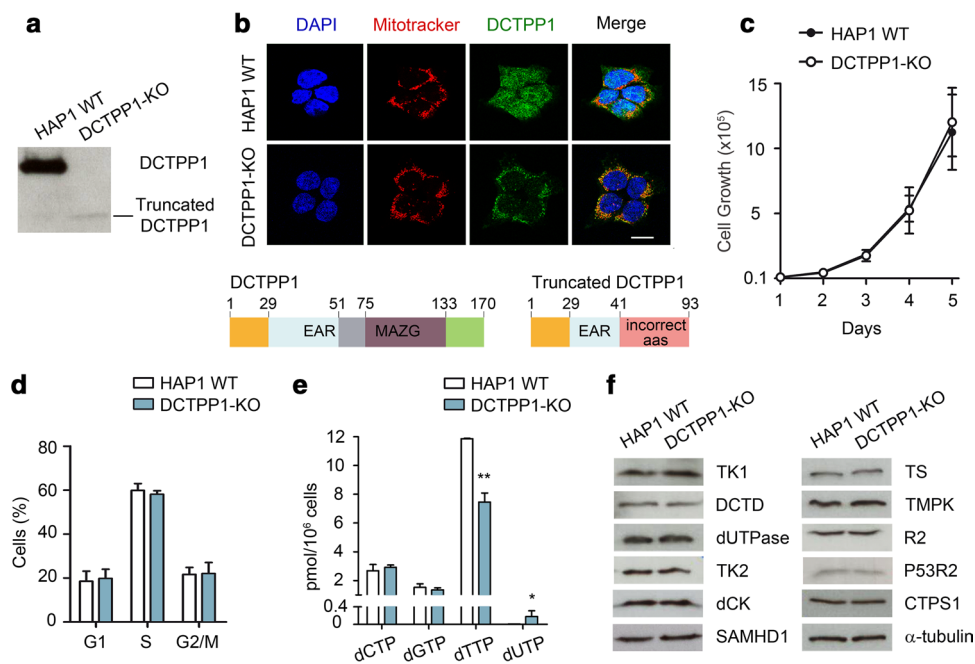 a
HAP1 WT
DCTPP1-KO
DCTPP1
Truncated
DCTPP1
b
DAPI
Mitotracker
DCTPP1
Merge
HAP1 WT
DCTPP1-KO
DCTPP1
1 29 51 75 133 170
EAR MAZG
Truncated DCTPP1
1 29 41 93
EAR incorrect
aas
c
HAP1 WT
DCTPP1-KO
Cell Growth (x10⁵)
15
10
5
0.1
1 2 3 4 5
Days
d
HAP1 WT
DCTPP1-KO
Cells (%)
80
60
40
20
0
G1 S G2/M
e
HAP1 WT
DCTPP1-KO
pmol/10⁶ cells
12
10
8
6
4
2
0.4
0
**
*
dCTP dGTP dTTP dUTP
f
HAP1 WT
DCTPP1-KO
TK1
DCTD
dUTPase
TK2
dCK
SAMHD1
HAP1 WT
DCTPP1-KO
TS
TMPK
R2
P53R2
CTPS1
α-tubulin